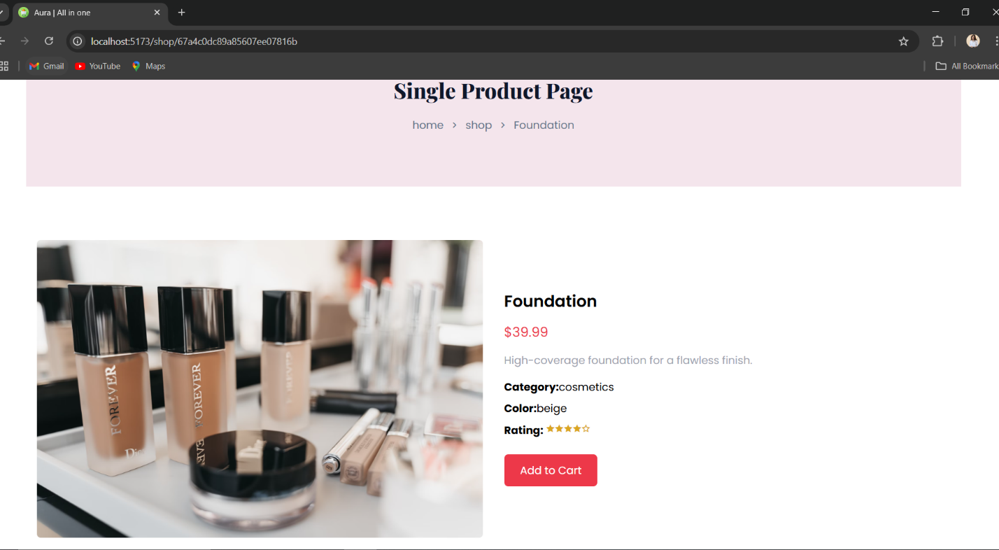 Aura | All in one
localhost:5173/shop/67a4c0dc89a85607ee07816b
Gmail YouTube Maps All Bookmark
Single Product Page
home > shop > Foundation
Foundation
$39.99
High-coverage foundation for a flawless finish.
Category:cosmetics
Color:beige
Rating: ★★★★☆
Add to Cart
FOREVER
FOREVER
FOREVER
Dior